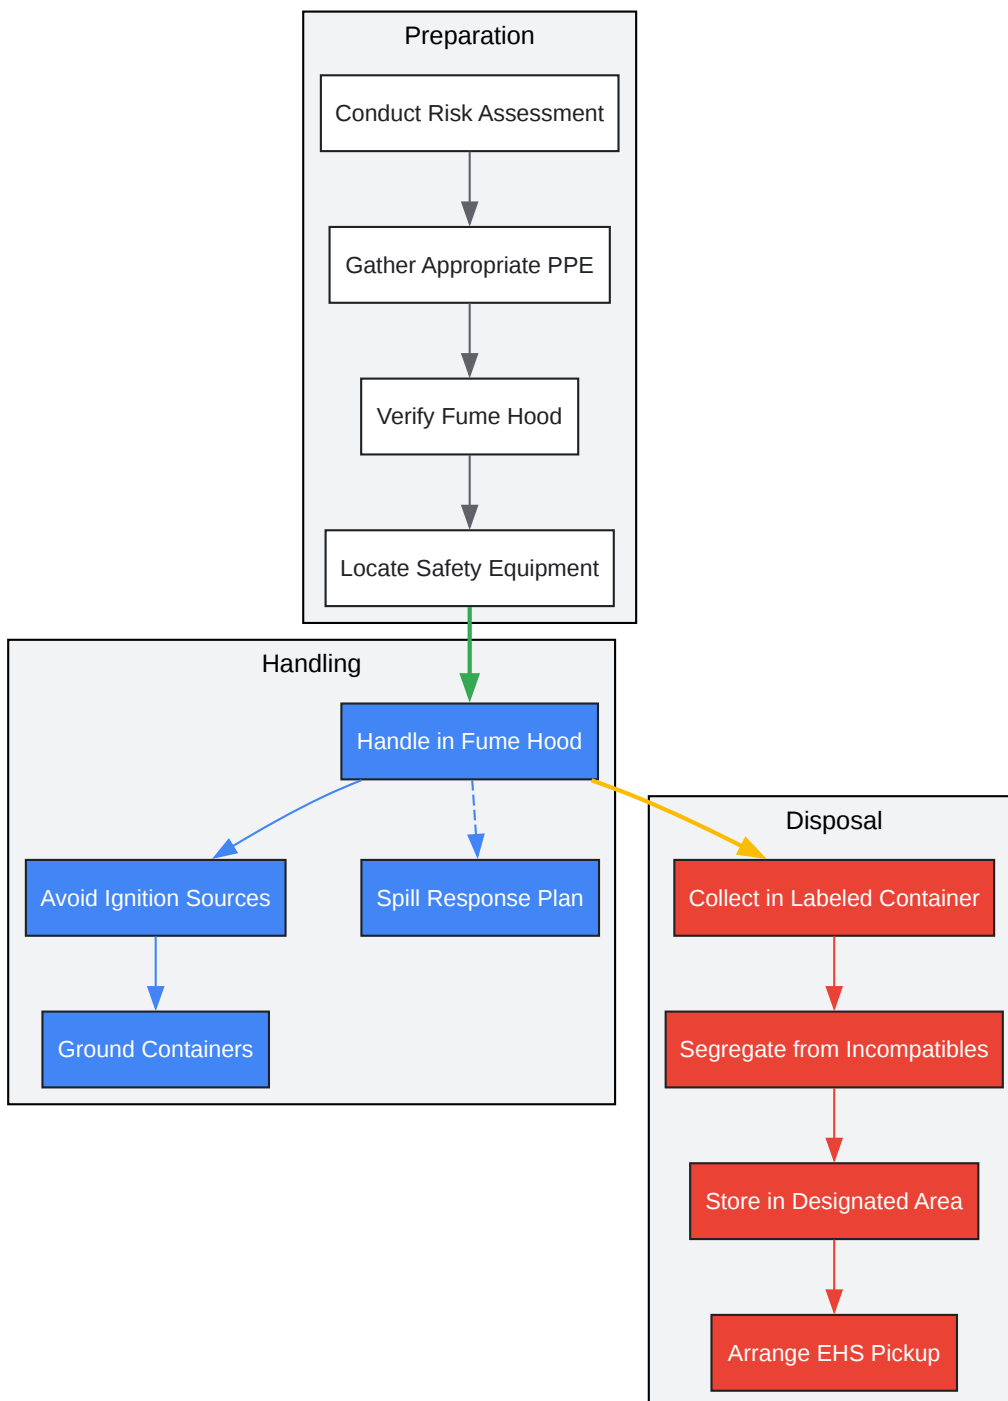 Preparation
Conduct Risk Assessment
Gather Appropriate PPE
Verify Fume Hood
Locate Safety Equipment
Handling
Handle in Fume Hood
Avoid Ignition Sources
Spill Response Plan
Ground Containers
Disposal
Collect in Labeled Container
Segregate from Incompatibles
Store in Designated Area
Arrange EHS Pickup